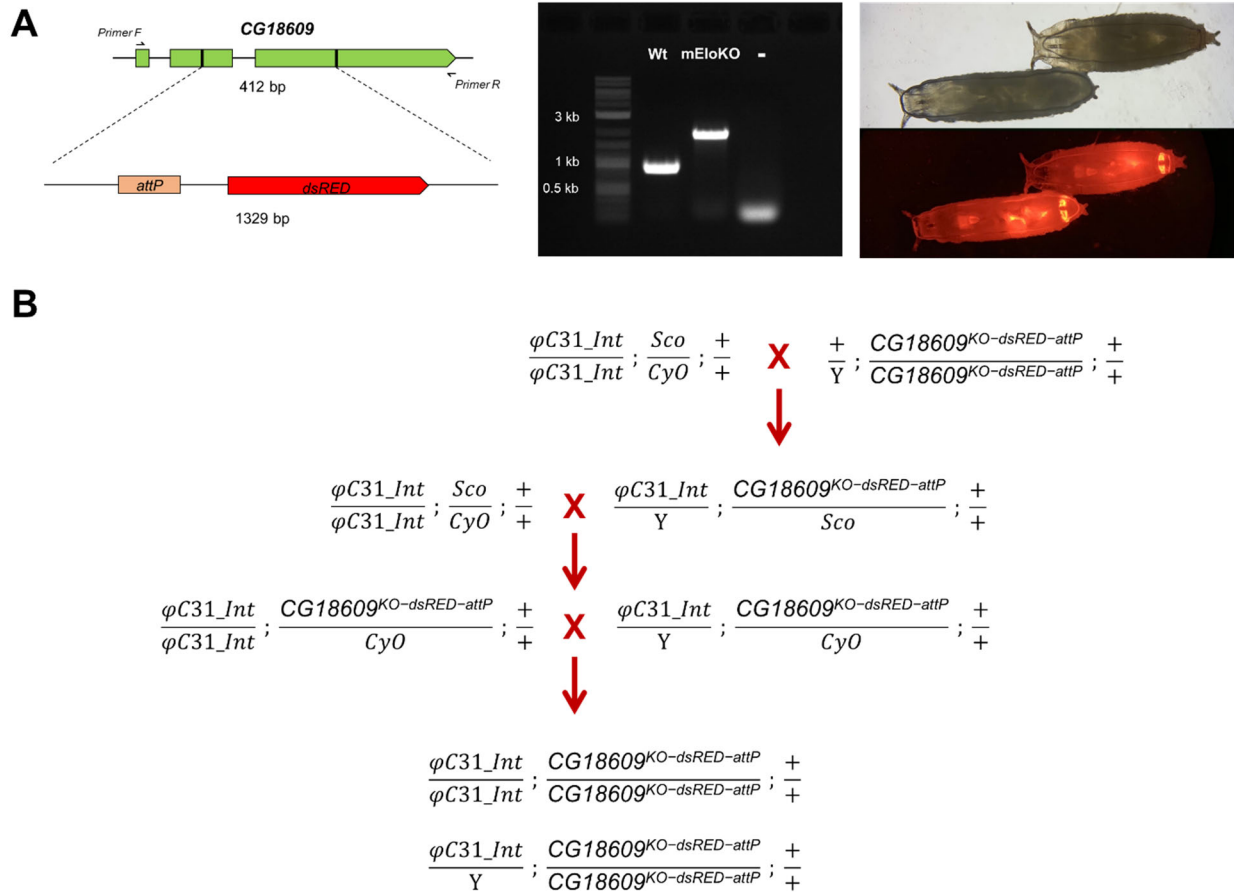 A
CG18609
Primer F
Primer R
412 bp
attP
dsRED
1329 bp
Wt mEloKO -
3 kb
1 kb
0.5 kb
B
φC31_Int/φC31_Int ; Sco/CyO ; +/+ X +/Y ; CG18609^KO-dsRED-attP/CG18609^KO-dsRED-attP ; +/+
φC31_Int/φC31_Int ; Sco/CyO ; +/+ X φC31_Int/Y ; CG18609^KO-dsRED-attP/Sco ; +/+
φC31_Int/φC31_Int ; CG18609^KO-dsRED-attP/CyO ; +/+ X φC31_Int/Y ; CG18609^KO-dsRED-attP/CyO ; +/+
φC31_Int/φC31_Int ; CG18609^KO-dsRED-attP/CG18609^KO-dsRED-attP ; +/+
φC31_Int/Y ; CG18609^KO-dsRED-attP/CG18609^KO-dsRED-attP ; +/+